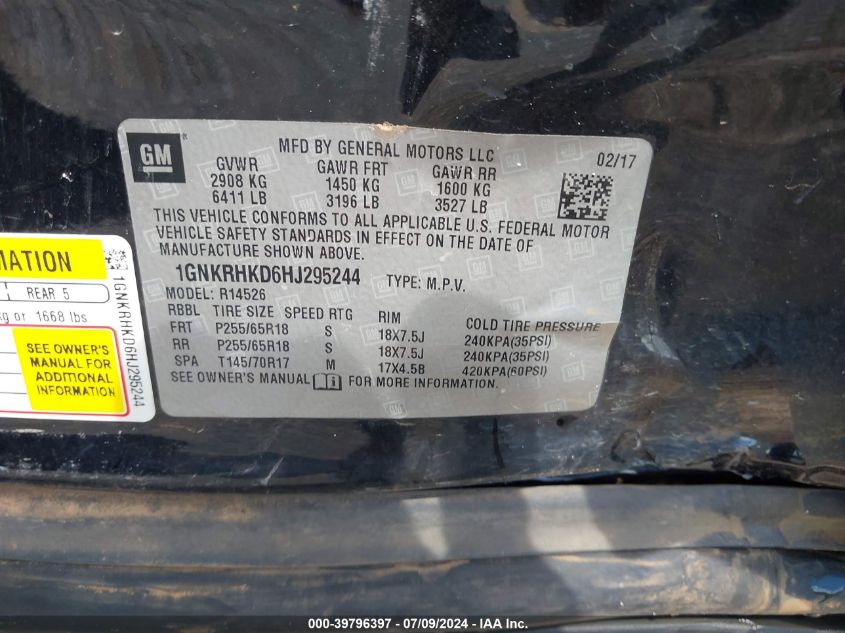 GM
MFD BY GENERAL MOTORS LLC 02/17
GVWR GAWR FRT GAWR RR
2908 KG 1450 KG 1600 KG
6411 LB 3196 LB 3527 LB
THIS VEHICLE CONFORMS TO ALL APPLICABLE U.S. FEDERAL MOTOR
VEHICLE SAFETY STANDARDS IN EFFECT ON THE DATE OF
MANUFACTURE SHOWN ABOVE.
1GNKRHKD6HJ295244 TYPE: M.P.V.
MODEL: R14526
RBBL TIRE SIZE SPEED RTG RIM COLD TIRE PRESSURE
FRT P255/65R18 S 18X7.5J 240KPA(35PSI)
RR P255/65R18 S 18X7.5J 240KPA(35PSI)
SPA T145/70R17 M 17X4.5B 420KPA(60PSI)
SEE OWNER'S MANUAL FOR MORE INFORMATION.
MATION
REAR 5
kg or 1668 lbs
SEE OWNER'S
MANUAL FOR
ADDITIONAL
INFORMATION
1GNKRHKD6HJ295244
000-39796397 - 07/09/2024 - IAA Inc.